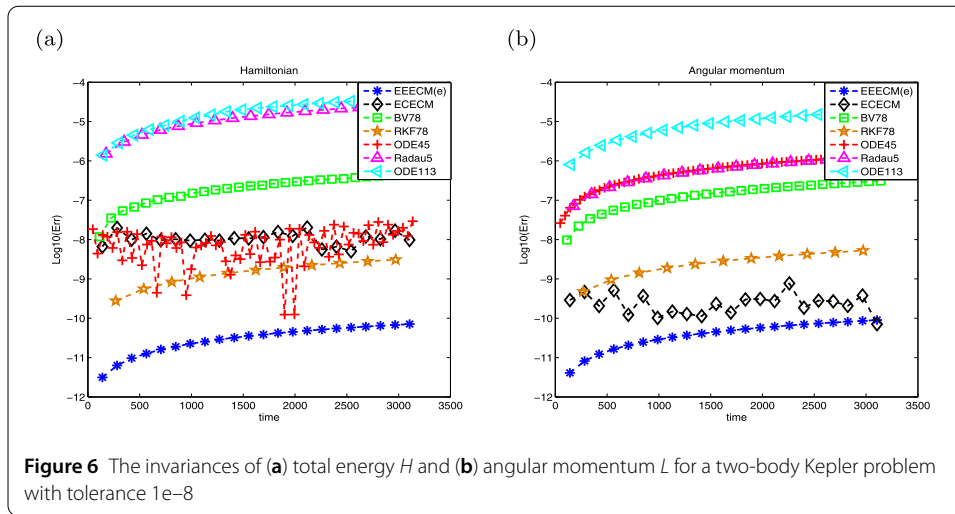 (a)
Hamiltonian
−4
−5
−6
−7
−8
−9
−10
−11
−12
Log10(Err)
0
500
1000
1500
2000
2500
3000
3500
time
EEECM(e)
ECECM
BV78
RKF78
ODE45
Radau5
ODE113
(b)
Angular momentum
−4
−5
−6
−7
−8
−9
−10
−11
−12
Log10(Err)
0
500
1000
1500
2000
2500
3000
3500
time
EEECM(e)
ECECM
BV78
RKF78
ODE45
Radau5
ODE113
Figure 6 The invariances of (a) total energy H and (b) angular momentum L for a two-body Kepler problem
with tolerance 1e–8